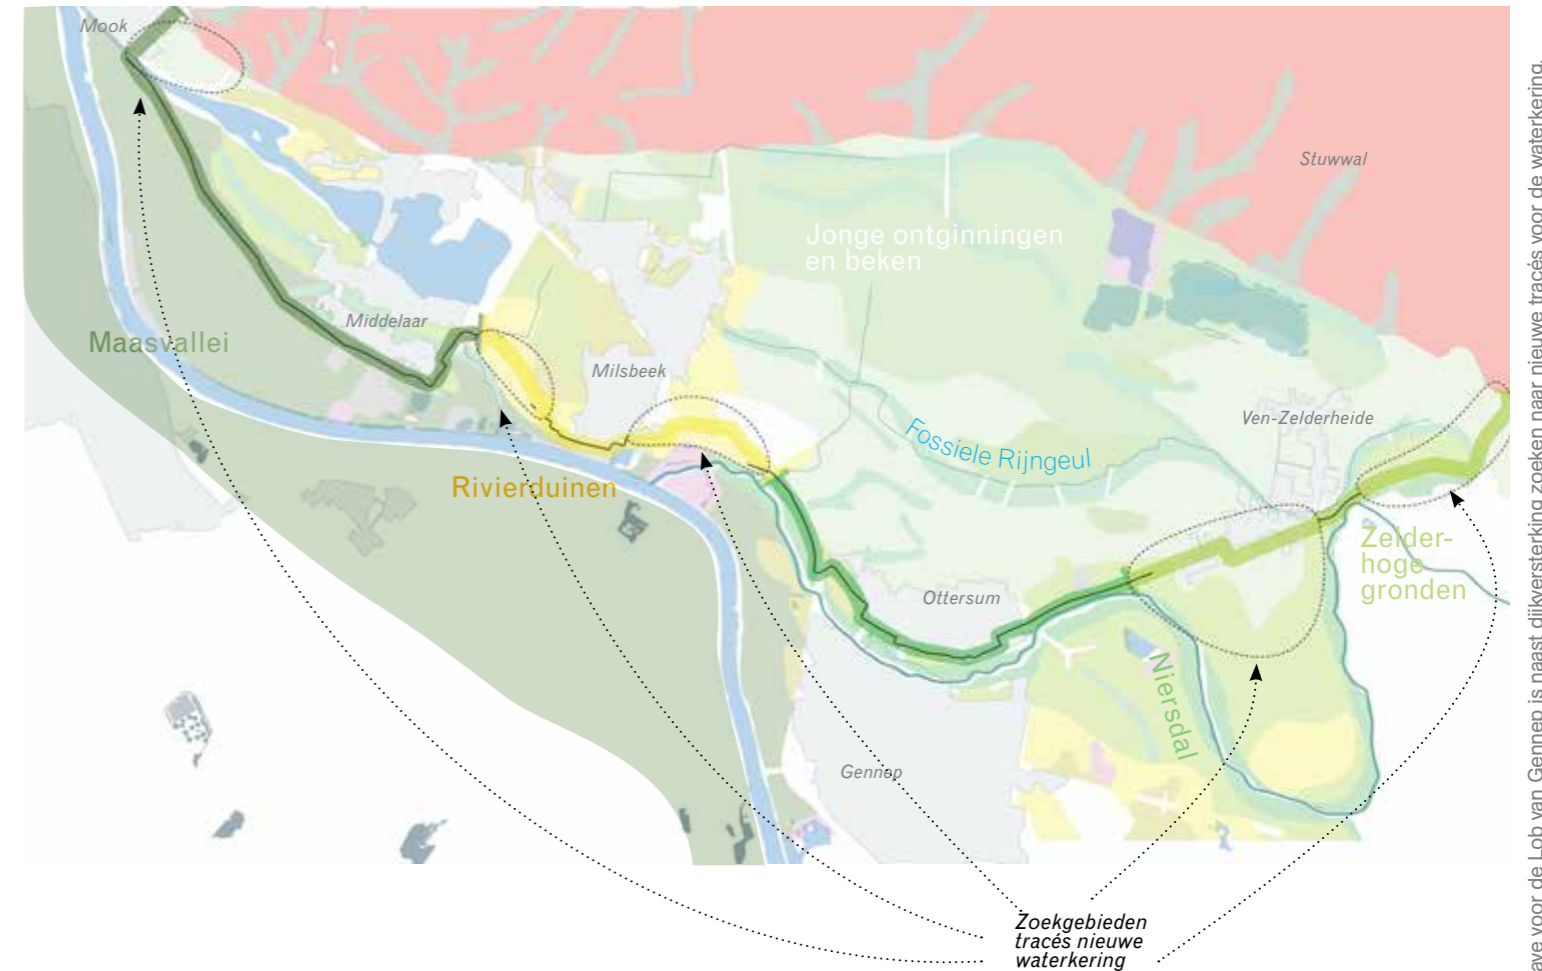 Mook
Stuwwal
Jonge ontginningen
en beken
Middelaar
Maasvallei
Milsbeek
Ven-Zelderheide
Fossiele Rijngeul
Rivierduinen
Zelder-
hoge
gronden
Ottersum
Niersdal
Gennep
Zoekgebieden
tracés nieuwe
waterkering
voor de Lob van Gennep is naast dijkversterking zoeken naar nieuwe tracés voor de waterkering.